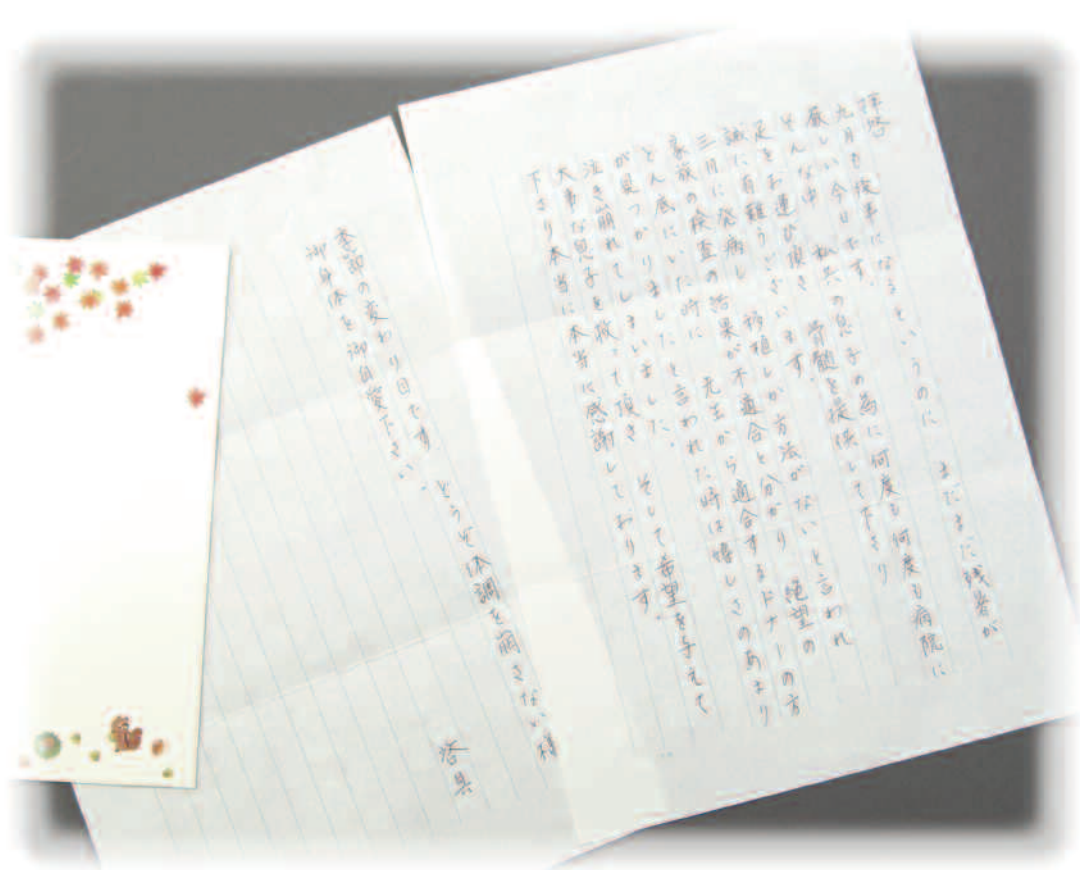 拝啓
九月も後半になるというのに まだまだ残暑が
厳しい今日です。
そんな中 私共の息子の為に何度も何度も病院に
足をお運び頂き 骨髄を提供して下さり
誠に有難うございます。
三月に発病し 移植しか方法がないと言われ
家族の検査の結果が不適合と分かり 絶望の
どん底にいた時に 先生から適合するドナーの方
が見つかりましたと言われた時は嬉しさのあまり
泣き崩れてしまいました。 そして希望を与えて
大事な息子を救って頂き
下さり本当に本当に感謝しております。
季節の変わり目です。どうぞ体調を崩さない様
御身体を御自愛下さい。
敬具